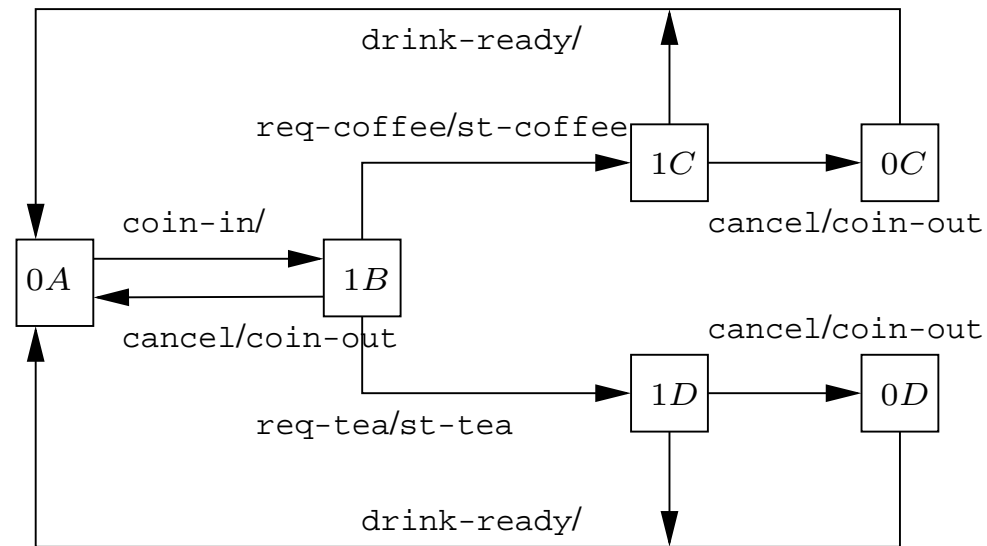 drink-ready/
req-coffee/st-coffee
1C
0C
coin-in/
cancel/coin-out
0A
1B
cancel/coin-out
cancel/coin-out
1D
0D
req-tea/st-tea
drink-ready/